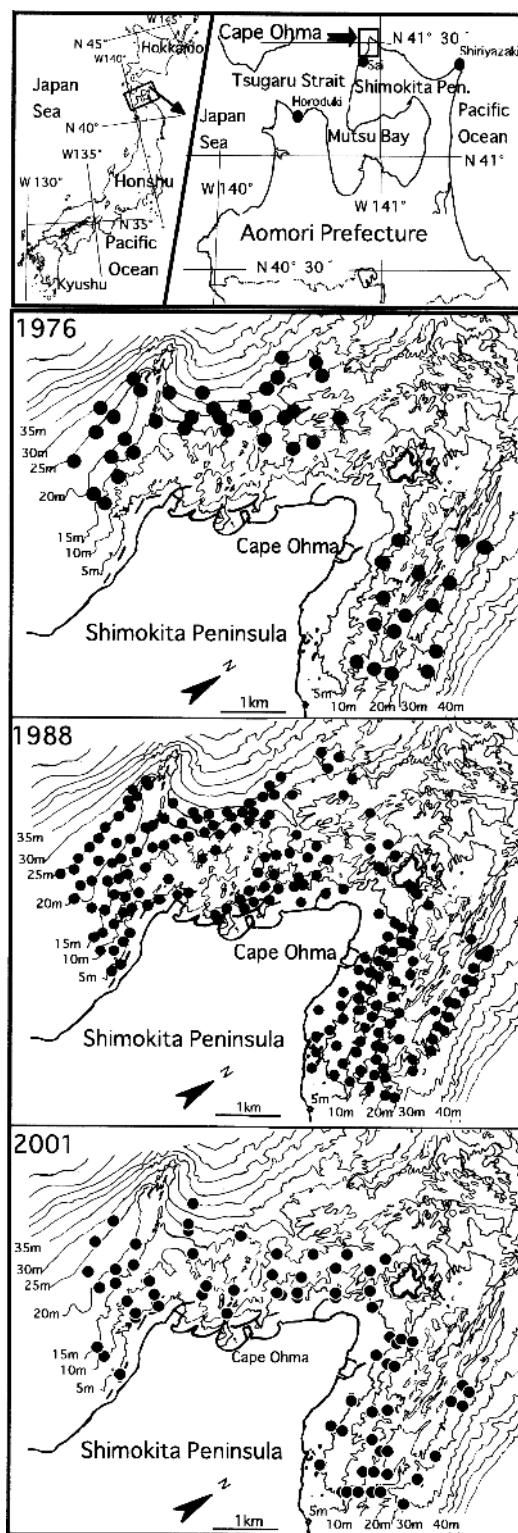 W 145°
N 45°
W140°
Hokkaido
Japan
Sea
N 40°
W135°
W 130°
Honshu
N 35°
Pacific
Ocean
Kyushu
Cape Ohma
N 41° 30'
Sai
Shiriyazaki
Tsugaru Strait
Shimokita Pen.
Horoduki
Japan
Sea
Mutsu Bay
Pacific
Ocean
N 41°
W 140°
W 141°
Aomori Prefecture
N 40° 30'
1976
35m
30m
25m
20m
15m
10m
5m
Cape Ohma
Shimokita Peninsula
N
1km
5m
10m 20m 30m 40m
1988
35m
30m
25m
20m
15m
10m
5m
Cape Ohma
Shimokita Peninsula
N
1km
5m
10m 20m 30m 40m
2001
35m
30m
25m
20m
15m
10m
5m
Cape Ohma
Shimokita Peninsula
N
1km
5m
10m 20m 30m 40m